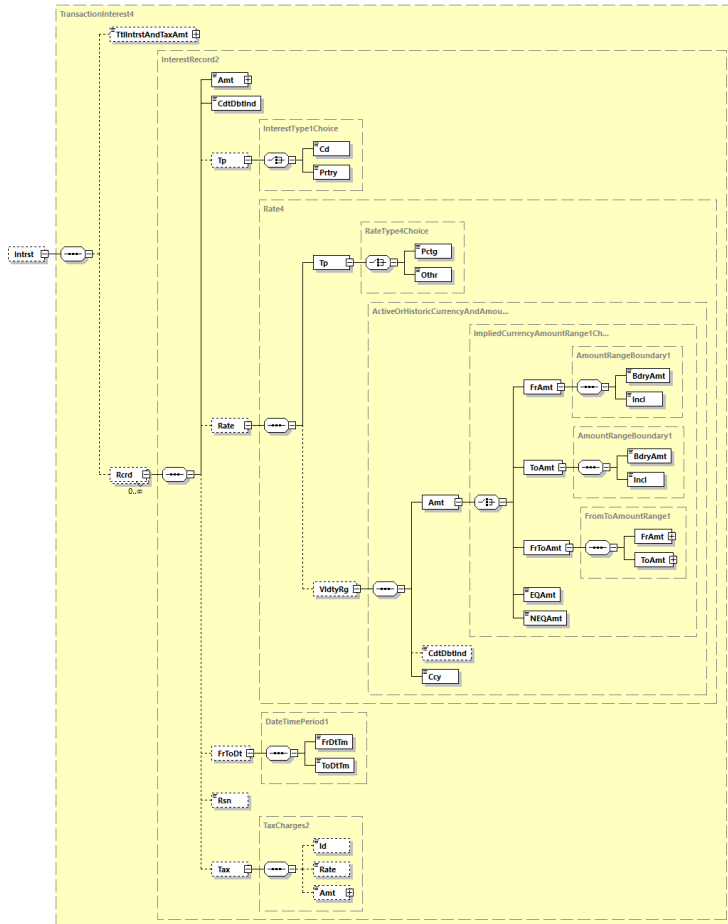 TransactionInterest4
TtlIntrstAndTaxAmt
InterestRecord2
Amt
CdtDbtInd
InterestType1Choice
Cd
Tp
Prtry
Rate4
RateType4Choice
Pctg
Intrst
Tp
Othr
ActiveOrHistoricCurrencyAndAmou...
ImpliedCurrencyAmountRange1Ch...
AmountRangeBoundary1
BdryAmt
FrAmt
Incl
Rate
AmountRangeBoundary1
BdryAmt
ToAmt
Incl
Rcrd
0..∞
Amt
FromToAmountRange1
FrAmt
FrToAmt
ToAmt
VldtyRg
EQAmt
NEQAmt
CdtDbtInd
Ccy
DateTimePeriod1
FrDtTm
FrToDt
ToDtTm
Rsn
TaxCharges2
Id
Tax
Rate
Amt